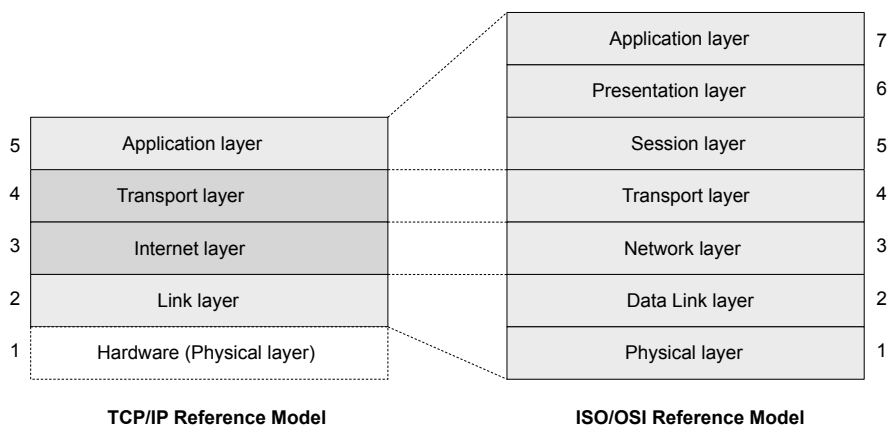 Application layer 7
Presentation layer 6
5 Application layer Session layer 5
4 Transport layer Transport layer 4
3 Internet layer Network layer 3
2 Link layer Data Link layer 2
1 Hardware (Physical layer) Physical layer 1
TCP/IP Reference Model ISO/OSI Reference Model